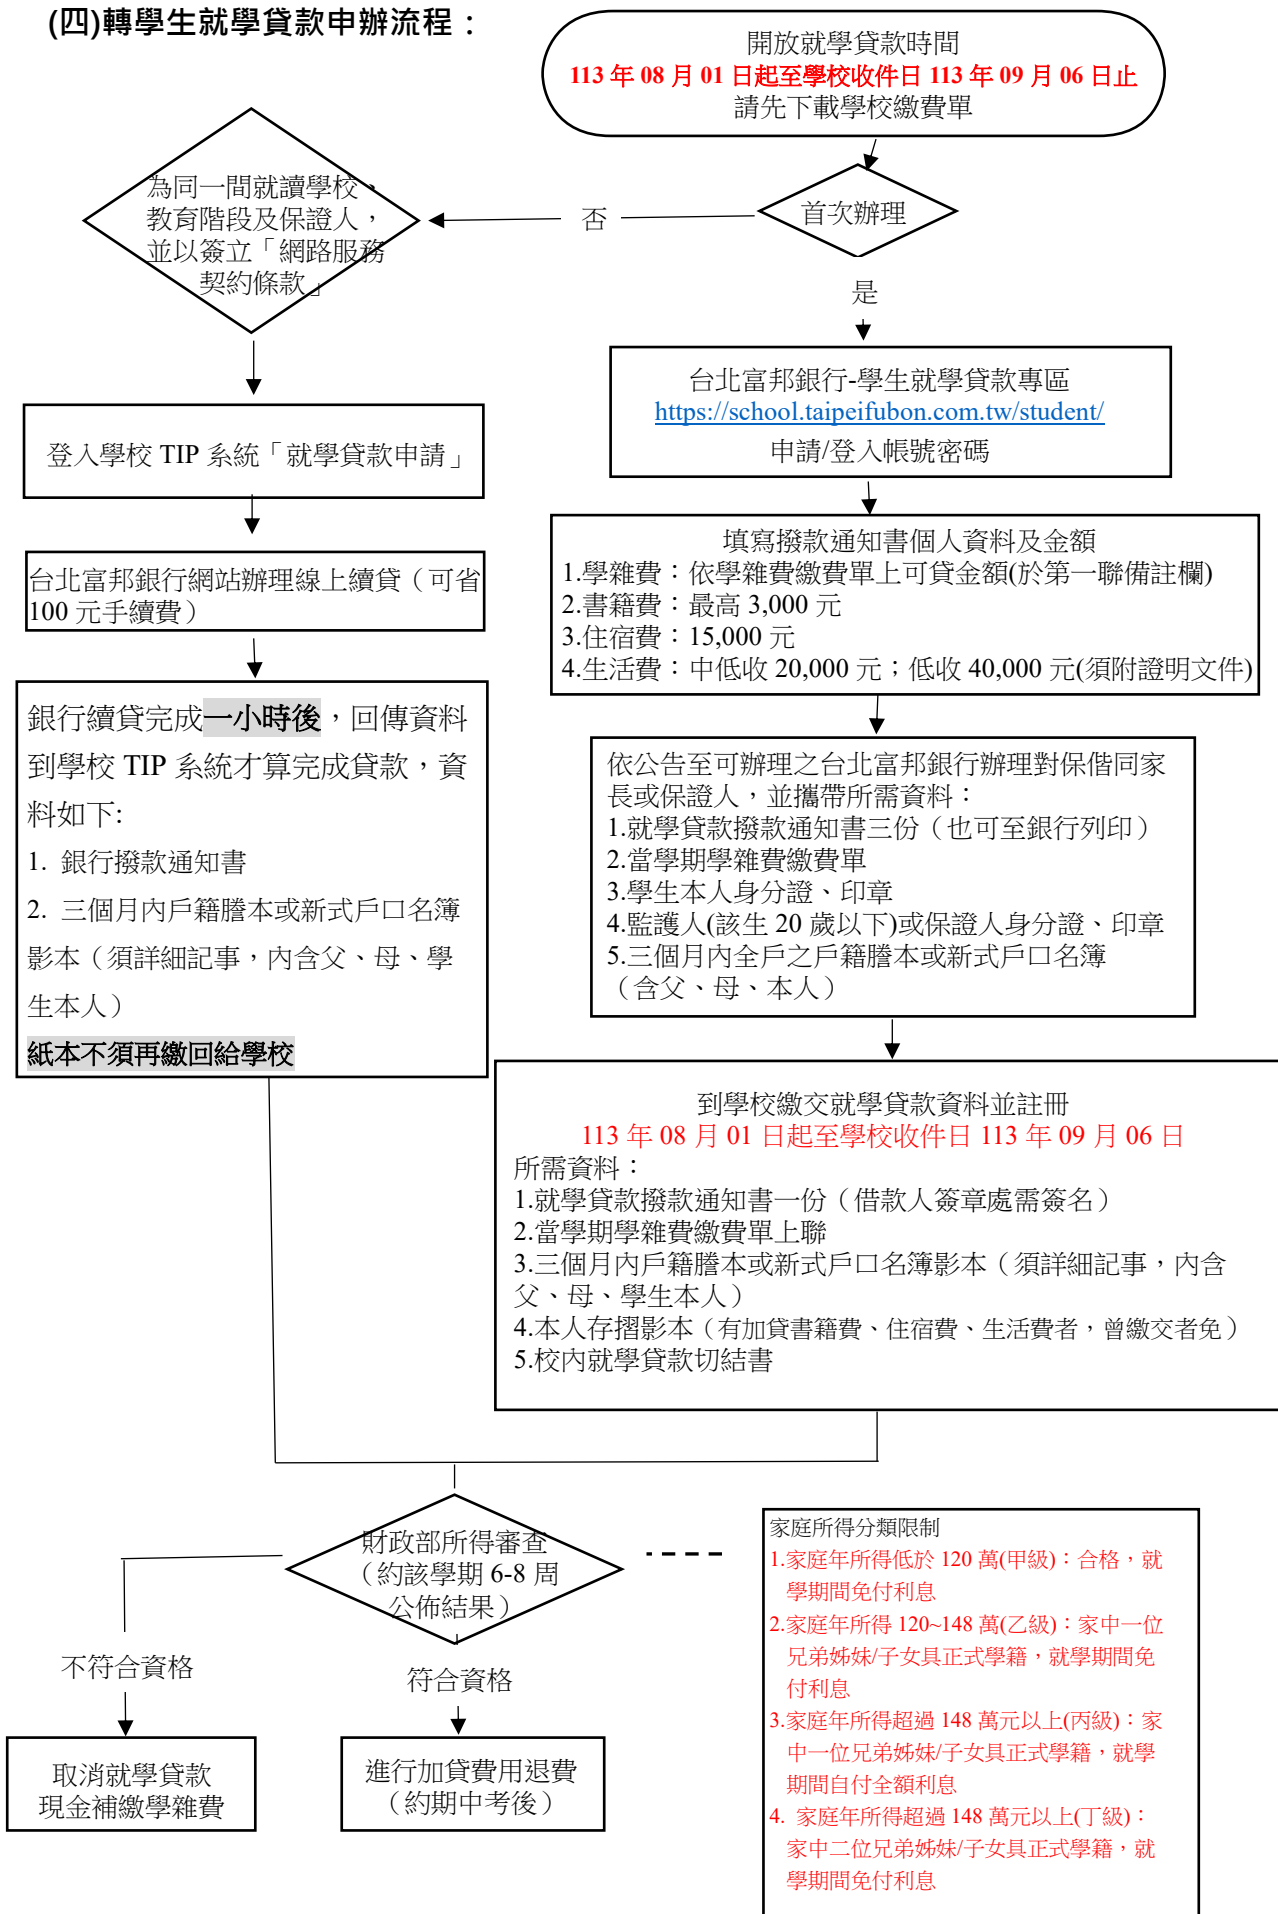 (四)轉學生就學貸款申辦流程：
開放就學貸款時間
113 年 08 月 01 日起至學校收件日 113 年 09 月 06 日止
請先下載學校繳費單
首次辦理
否
是
為同一間就讀學校、
教育階段及保證人，
並以簽立「網路服務
契約條款」
登入學校 TIP 系統「就學貸款申請」
台北富邦銀行網站辦理線上續貸（可省
100 元手續費）
銀行續貸完成一小時後，回傳資料
到學校 TIP 系統才算完成貸款，資
料如下:
1. 銀行撥款通知書
2. 三個月內戶籍謄本或新式戶口名簿
影本（須詳細記事，內含父、母、學
生本人）
紙本不須再繳回給學校
台北富邦銀行-學生就學貸款專區
https://school.taipeifubon.com.tw/student/
申請/登入帳號密碼
填寫撥款通知書個人資料及金額
1.學雜費：依學雜費繳費單上可貸金額(於第一聯備註欄)
2.書籍費：最高 3,000 元
3.住宿費：15,000 元
4.生活費：中低收 20,000 元；低收 40,000 元(須附證明文件)
依公告至可辦理之台北富邦銀行辦理對保偕同家
長或保證人，並攜帶所需資料：
1.就學貸款撥款通知書三份（也可至銀行列印）
2.當學期學雜費繳費單
3.學生本人身分證、印章
4.監護人(該生 20 歲以下)或保證人身分證、印章
5.三個月內全戶之戶籍謄本或新式戶口名簿
（含父、母、本人）
到學校繳交就學貸款資料並註冊
113 年 08 月 01 日起至學校收件日 113 年 09 月 06 日
所需資料：
1.就學貸款撥款通知書一份（借款人簽章處需簽名）
2.當學期學雜費繳費單上聯
3.三個月內戶籍謄本或新式戶口名簿影本（須詳細記事，內含
父、母、學生本人）
4.本人存摺影本（有加貸書籍費、住宿費、生活費者，曾繳交者免）
5.校內就學貸款切結書
財政部所得審查
（約該學期 6-8 周
公佈結果）
不符合資格
符合資格
取消就學貸款
現金補繳學雜費
進行加貸費用退費
（約期中考後）
家庭所得分類限制
1.家庭年所得低於 120 萬(甲級)：合格，就
學期間免付利息
2.家庭年所得 120~148 萬(乙級)：家中一位
兄弟姊妹/子女具正式學籍，就學期間免
付利息
3.家庭年所得超過 148 萬元以上(丙級)：家
中一位兄弟姊妹/子女具正式學籍，就學
期間自付全額利息
4. 家庭年所得超過 148 萬元以上(丁級)：
家中二位兄弟姊妹/子女具正式學籍，就
學期間免付利息